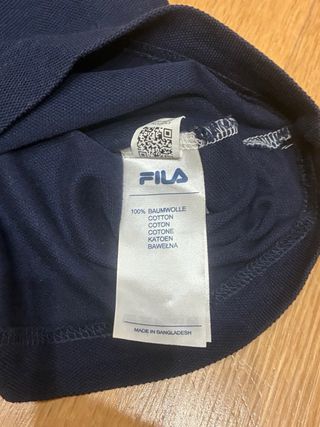 FILA
100% BAUMWOLLE
COTTON
COTON
COTONE
KATOEN
BAWEŁNA
MADE IN BANGLADESH